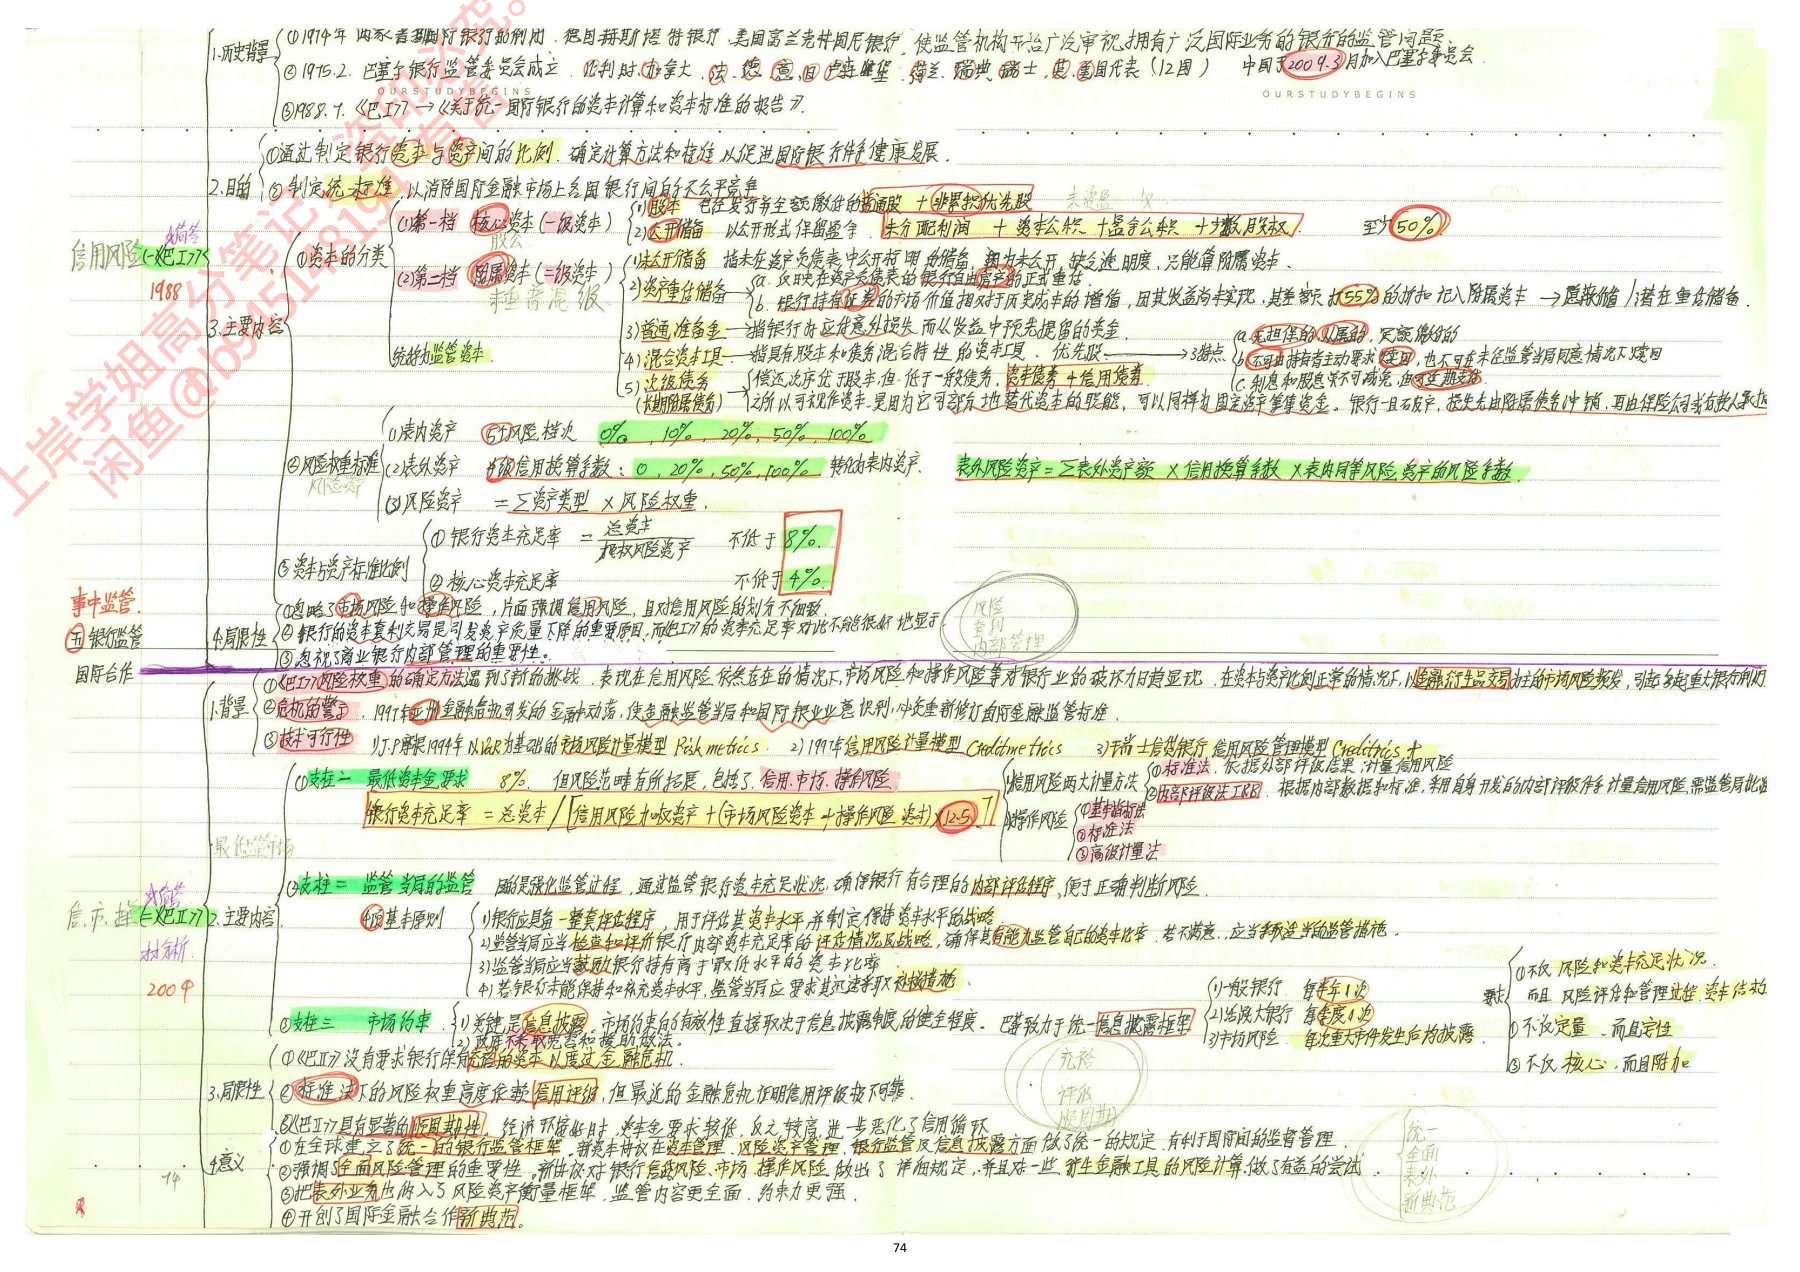 1.历史背景
①1974年 两家著名国际银行的倒闭. 德国赫斯塔特银行. 美国富兰克林国民银行. 使监管机构开始广泛审视拥有广泛国际业务的银行的监管问题.
②1975.2. 巴塞尔银行监管委员会成立. 比利时、加拿大、法、德、意、日、卢森堡、荷兰、瑞典、瑞士、英、美国代表(12国) 中国于2009.3月加入巴塞尔委员会
OURSTUDYBEGINS
OURSTUDYBEGINS
③1988.7.《巴I》→《关于统一国际银行的资本计算和资本标准的报告》.
2.目的
①通过制定银行资本与资产间的比例. 确定计算方法和标准 以促进国际银行体系健康发展.
②制定统一标准, 以消除国际金融市场上各国银行间的不公平竞争
信用风险
(一《巴I》)
1988
3.主要内容
①资本的分类
(1)第一档 核心资本(一级资本)
1)股本 包括发行并全额缴付的普通股 + 非累积优先股
2)公开储备 以公开形式保留盈余. 未分配利润 + 资本公积 + 盈余公积 + 少数股权 至少50%
(2)第二档 附属资本(二级资本)
未重普混级
1)未公开储备 指未在资产负债表中公开标明的储备, 因为未公开, 缺乏透明度, 只能算附属资本.
2)资产重估储备
a. 反映在资产负债表的银行自由资产的正式重估
b. 银行持有证券的市场价值相对于历史成本的增值, 因其收益尚未实现, 其重估 打55%的折扣 记入附属资本 → 隐蔽价值/潜在重估储备.
3)普通准备金 → 指银行为应付意外损失而从收益中预先提留的资金
统称为监管资本.
4)混合资本工具 → 指具有股本和债务混合特性的资本工具. 优先股 → 3特点
a.无担保的 从属的 足额缴付的
b.不可由持有者主动要求赎回, 也不可在未经监管当局同意情况下赎回
c.利息和股息虽不可减免, 但可延期支付
5)次级债务
(长期附属债务)
1)偿还次序优于股本, 但低于一般债务. 资本债券+信用债券
2)所以可视作资本, 是因为它可部分地替代资本的职能, 可以同样为固定资产筹集资金. 银行一旦破产, 损失先由附属债务冲销, 再由保险公司或存款人承担
②风险权重标准
风险资产
(1)表内资产 5个风险档次 0%, 10%, 20%, 50%, 100%
(2)表外资产 4级信用换算系数: 0, 20%, 50%, 100% 转化为表内资产. 表外风险资产=Σ表外资产额 × 信用换算系数 × 表内同等风险资产的风险系数
(3)风险资产 = Σ资产类型 × 风险权重.
③资本与资产标准比例
①银行资本充足率 = 总资本 / 加权风险资产 不低于 8%.
②核心资本充足率 不低于 4%.
事中监管.
㊄银行监管
国际合作
4.局限性
①忽略了市场风险和操作风险, 片面强调信用风险, 且对信用风险的划分不细致.
②银行的资本套利交易是引发资产质量下降的重要原因, 而《巴I》的资本充足率对此不能很好地显示.
③忽视了商业银行内部管理的重要性。
风险
套利
内部管理
1.背景
①《巴I》风险权重的确定方法遇到了新的挑战. 表现在信用风险依然存在的情况下, 市场风险和操作风险等对银行业的破坏力日趋显现. 在资本与资产比例正常的情况下, 以金融衍生品交易为主的市场风险频发, 引起多起重大银行倒闭
②危机的警示 1997年亚洲金融危机引发的金融动荡, 使金融监管当局和国际银行业意识到, 必须重新修订国际金融监管标准.
③技术可行性 1)J.P摩根1994年以VaR为基础的市场风险计量模型 Riskmetrics. 2)1997年信用风险计量模型 Creditmetrics 3)瑞士信贷银行 信用风险管理模型 Creditrisk+
信.市.操
(二《巴II》)
2004
2.主要内容
①支柱一 最低资本金要求 8%. 但风险范畴有所拓展, 包括了信用、市场、操作风险.
银行资本充足率 = 总资本/[信用风险加权资产+(市场风险资本+操作风险资本)×12.5]
1)信用风险两大计量方法
①标准法. 依据外部评级结果, 计量信用风险
②内部评级法IRB. 根据内部数据和标准, 采用自身开发的内部评级体系计量信用风险, 需监管局批准
2)操作风险
①基本指标法
②标准法
③高级计量法
②支柱二 监管当局的监管 目的是强化监管过程, 通过监管银行资本充足状况, 确保银行有合理的内部评估程序, 便于正确判断风险.
4项基本原则
1)银行应具备一整套评估程序, 用于评估其资本水平并制定保持资本水平的战略
2)监管当局应当检查和评价银行内部资本充足率的评估情况及战略, 确保其有能力监管自己的资本比率. 若不满意, 应当采取适当的监管措施.
3)监管当局应当鼓励银行持有高于最低水平的资本比率
4)若银行未能保持和补充资本水平, 监管当局应要求其迅速采取补救措施.
③支柱三 市场约束
1)关键是信息披露. 市场约束的有效性直接取决于信息披露制度的健全程度. 巴塞致力于统一信息披露框架
2)政府不采取宽容和援助做法。
1)一般银行 每半年1次
2)活跃大银行 每季度1次
3)市场风险 每次重大事件发生后均披露
要求
①不仅 风险和资本充足状况.
而且 风险评估和管理过程. 资本结构
②不仅定量, 而且定性
③不仅核心, 而且附加
3.局限性
①《巴II》没有要求银行保有充裕的资本以度过金融危机.
②标准法下的风险权重高度依赖信用评级, 但最近的金融危机证明信用评级极不可靠.
③《巴II》具有显著的顺周期性, 经济环境好时, 资本金要求较低, 反之较高, 进一步恶化了信用循环
充裕
评级
顺周期
4.意义
①在全球建立了统一的银行监管框架. 新资本协议在资本管理、风险资产管理、银行监管及信息披露方面做了统一的规定, 有利于国际间的监督管理.
②强调了全面风险管理的重要性, 新协议对银行信贷风险、市场、操作风险 做出了详细规定, 并且对一些衍生金融工具的风险计算, 做了有益的尝试.
③把表外业务也纳入了风险资产衡量框架. 监管内容更全面, 约束力更强.
④开创了国际金融合作新典范。
统一
全面
表外
新典范
74
74
上岸学姐高分笔记